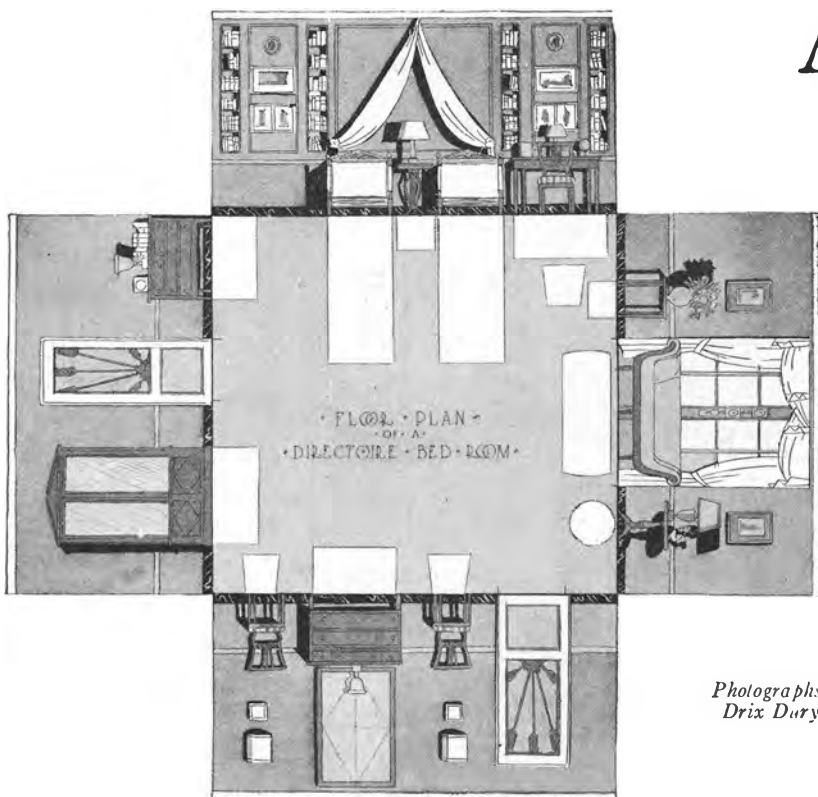 · FLOOR · PLAN ·
· OF · A ·
· DIRECTOIRE · BED · ROOM ·
Photographs
Drix Dury